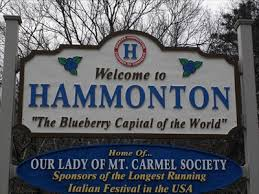 H
Welcome to
HAMMONTON
"The Blueberry Capital of the World"
Home of...
OUR LADY OF MT. CARMEL SOCIETY
Sponsors of the Longest Running
Italian Festival in the USA